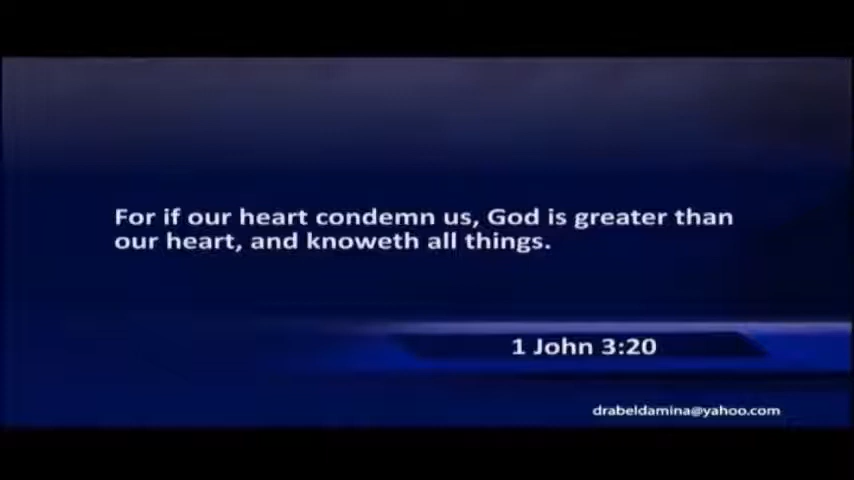 For if our heart condemn us, God is greater than
our heart, and knoweth all things.
1 John 3:20
drabeldamina@yahoo.com